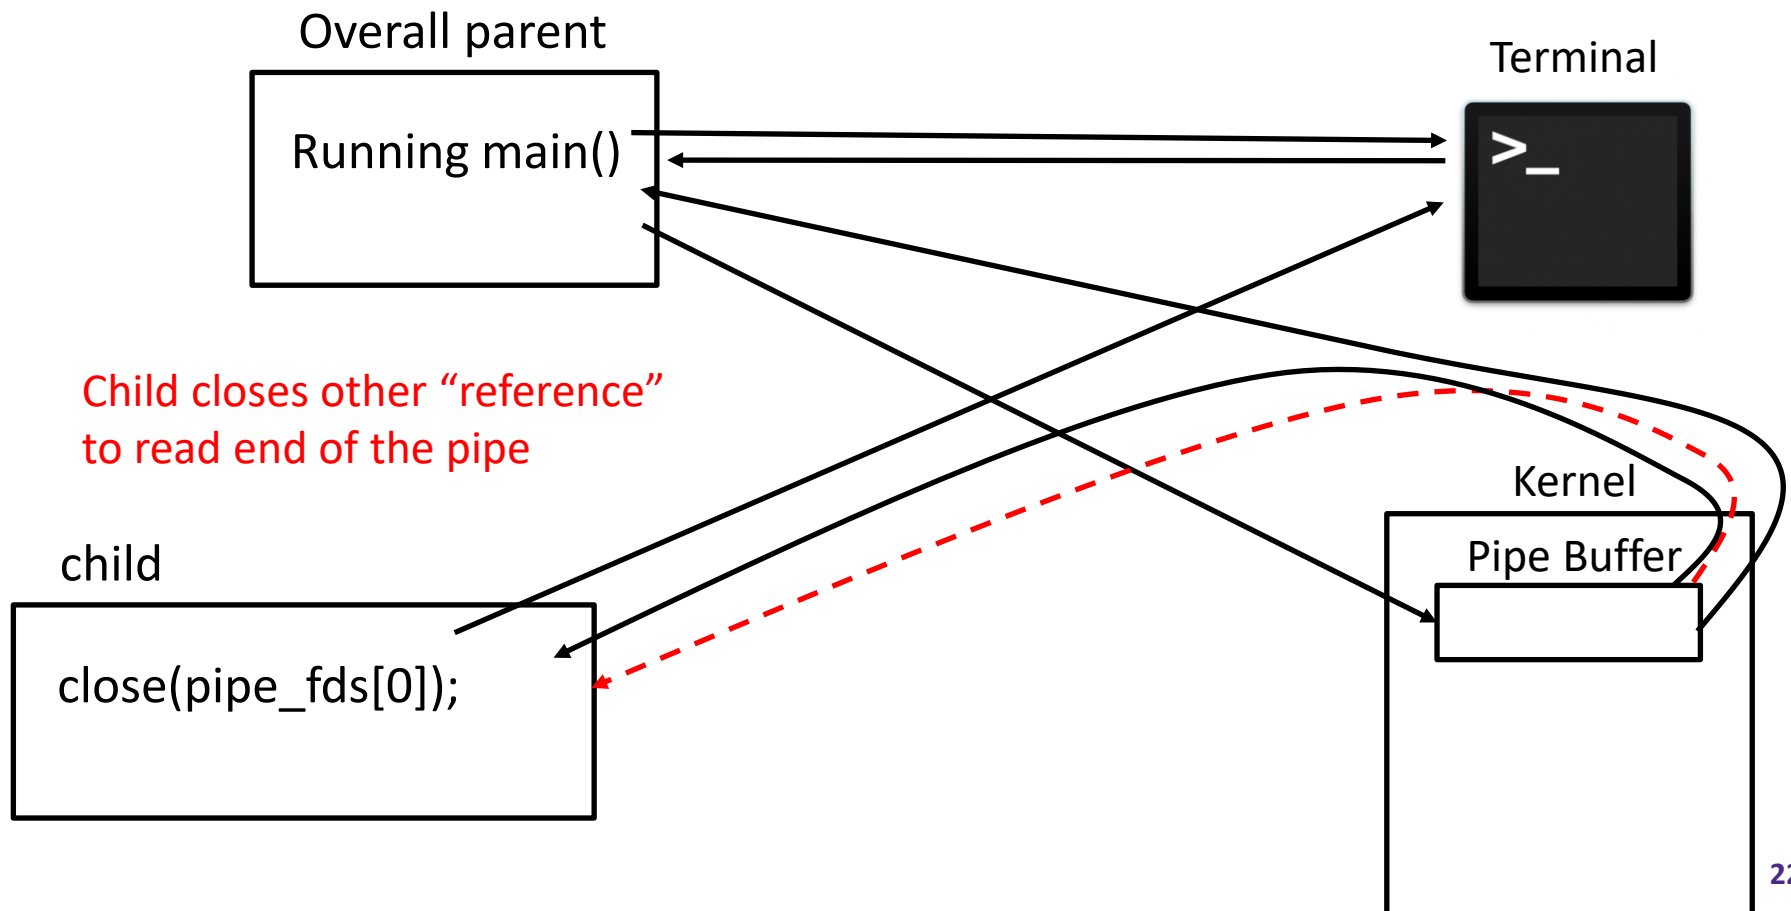 Overall parent
Terminal
Running main()
>_
Child closes other “reference”
to read end of the pipe
Kernel
child
Pipe Buffer
close(pipe_fds[0]);
22